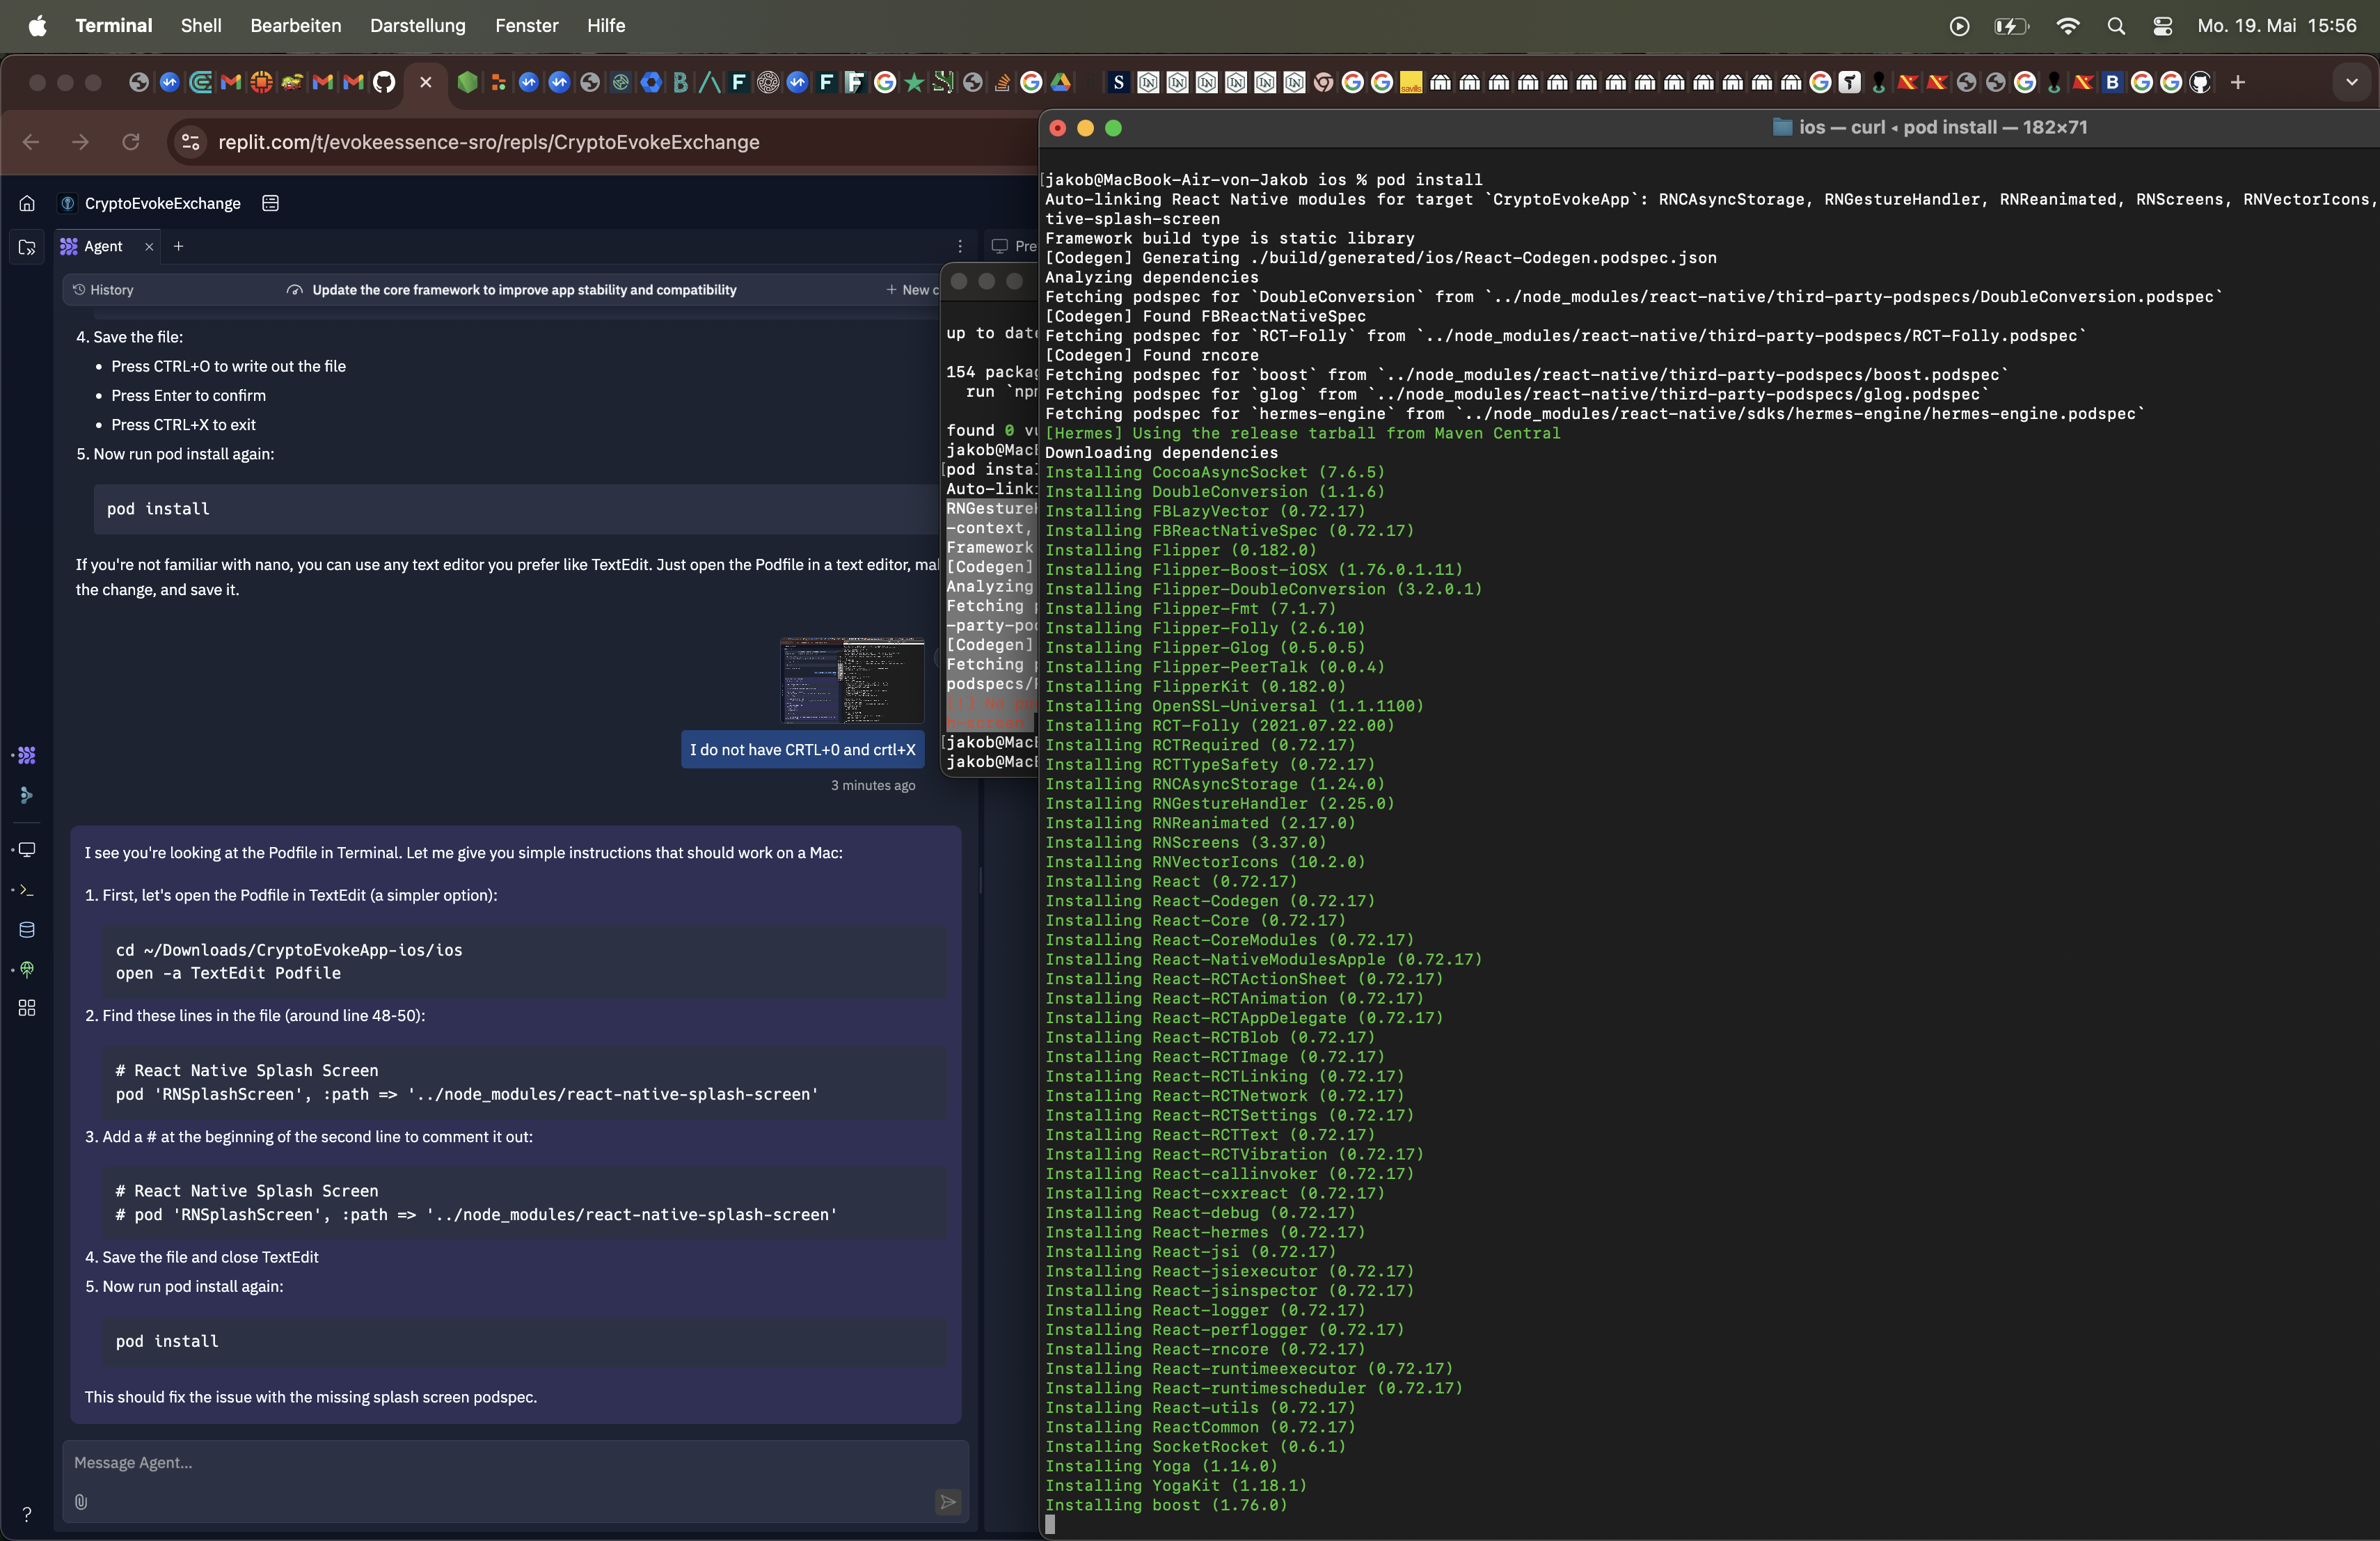 Terminal Shell Bearbeiten Darstellung Fenster Hilfe
Mo. 19. Mai 15:56
replit.com/t/evokeessence-sro/repls/CryptoEvokeExchange
CryptoEvokeExchange
Agent
Pre
History
Update the core framework to improve app stability and compatibility
+ New c
4. Save the file:
• Press CTRL+O to write out the file
• Press Enter to confirm
• Press CTRL+X to exit
5. Now run pod install again:
pod install
If you're not familiar with nano, you can use any text editor you prefer like TextEdit. Just open the Podfile in a text editor, mal
the change, and save it.
I do not have CRTL+0 and crtl+X
3 minutes ago
I see you're looking at the Podfile in Terminal. Let me give you simple instructions that should work on a Mac:
1. First, let's open the Podfile in TextEdit (a simpler option):
cd ~/Downloads/CryptoEvokeApp-ios/ios
open -a TextEdit Podfile
2. Find these lines in the file (around line 48-50):
# React Native Splash Screen
pod 'RNSplashScreen', :path => '../node_modules/react-native-splash-screen'
3. Add a # at the beginning of the second line to comment it out:
# React Native Splash Screen
# pod 'RNSplashScreen', :path => '../node_modules/react-native-splash-screen'
4. Save the file and close TextEdit
5. Now run pod install again:
pod install
This should fix the issue with the missing splash screen podspec.
Message Agent...
up to date
154 packag
run `npm
found 0 vu
jakob@MacB
[pod instal
Auto-linki
RNGestureH
-context,
Framework
[Codegen]
Analyzing
Fetching p
-party-pod
[Codegen]
Fetching p
podspecs/R
[!] No po
h-screen
[jakob@MacB
jakob@MacB
ios — curl ◂ pod install — 182×71
[jakob@MacBook-Air-von-Jakob ios % pod install
Auto-linking React Native modules for target `CryptoEvokeApp`: RNCAsyncStorage, RNGestureHandler, RNReanimated, RNScreens, RNVectorIcons,
tive-splash-screen
Framework build type is static library
[Codegen] Generating ./build/generated/ios/React-Codegen.podspec.json
Analyzing dependencies
Fetching podspec for `DoubleConversion` from `../node_modules/react-native/third-party-podspecs/DoubleConversion.podspec`
[Codegen] Found FBReactNativeSpec
Fetching podspec for `RCT-Folly` from `../node_modules/react-native/third-party-podspecs/RCT-Folly.podspec`
[Codegen] Found rncore
Fetching podspec for `boost` from `../node_modules/react-native/third-party-podspecs/boost.podspec`
Fetching podspec for `glog` from `../node_modules/react-native/third-party-podspecs/glog.podspec`
Fetching podspec for `hermes-engine` from `../node_modules/react-native/sdks/hermes-engine/hermes-engine.podspec`
[Hermes] Using the release tarball from Maven Central
Downloading dependencies
Installing CocoaAsyncSocket (7.6.5)
Installing DoubleConversion (1.1.6)
Installing FBLazyVector (0.72.17)
Installing FBReactNativeSpec (0.72.17)
Installing Flipper (0.182.0)
Installing Flipper-Boost-iOSX (1.76.0.1.11)
Installing Flipper-DoubleConversion (3.2.0.1)
Installing Flipper-Fmt (7.1.7)
Installing Flipper-Folly (2.6.10)
Installing Flipper-Glog (0.5.0.5)
Installing Flipper-PeerTalk (0.0.4)
Installing FlipperKit (0.182.0)
Installing OpenSSL-Universal (1.1.1100)
Installing RCT-Folly (2021.07.22.00)
Installing RCTRequired (0.72.17)
Installing RCTTypeSafety (0.72.17)
Installing RNCAsyncStorage (1.24.0)
Installing RNGestureHandler (2.25.0)
Installing RNReanimated (2.17.0)
Installing RNScreens (3.37.0)
Installing RNVectorIcons (10.2.0)
Installing React (0.72.17)
Installing React-Codegen (0.72.17)
Installing React-Core (0.72.17)
Installing React-CoreModules (0.72.17)
Installing React-NativeModulesApple (0.72.17)
Installing React-RCTActionSheet (0.72.17)
Installing React-RCTAnimation (0.72.17)
Installing React-RCTAppDelegate (0.72.17)
Installing React-RCTBlob (0.72.17)
Installing React-RCTImage (0.72.17)
Installing React-RCTLinking (0.72.17)
Installing React-RCTNetwork (0.72.17)
Installing React-RCTSettings (0.72.17)
Installing React-RCTText (0.72.17)
Installing React-RCTVibration (0.72.17)
Installing React-callinvoker (0.72.17)
Installing React-cxxreact (0.72.17)
Installing React-debug (0.72.17)
Installing React-hermes (0.72.17)
Installing React-jsi (0.72.17)
Installing React-jsiexecutor (0.72.17)
Installing React-jsinspector (0.72.17)
Installing React-logger (0.72.17)
Installing React-perflogger (0.72.17)
Installing React-rncore (0.72.17)
Installing React-runtimeexecutor (0.72.17)
Installing React-runtimescheduler (0.72.17)
Installing React-utils (0.72.17)
Installing ReactCommon (0.72.17)
Installing SocketRocket (0.6.1)
Installing Yoga (1.14.0)
Installing YogaKit (1.18.1)
Installing boost (1.76.0)